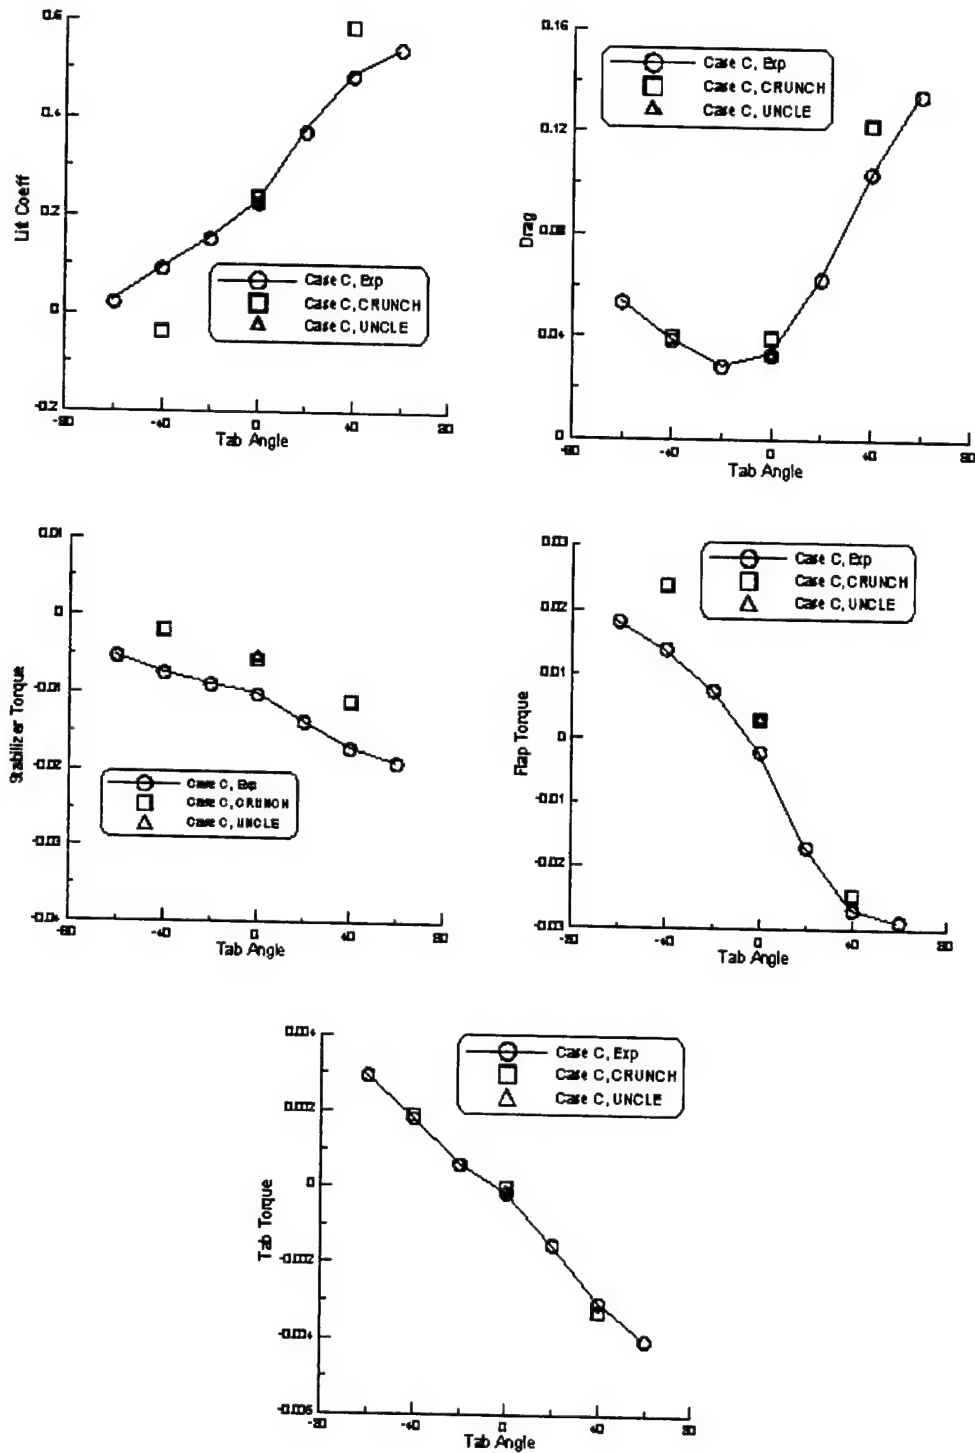 0.6
0.4
0.2
0
-0.2
Lift Coeff
Case C, Exp
Case C, CRUNCH
Case C, UNCLE
-80
-40
0
40
80
Tab Angle
0.16
0.12
0.08
0.04
0
Drag
Case C, Exp
Case C, CRUNCH
Case C, UNCLE
-80
-40
0
40
80
Tab Angle
0.01
0
-0.01
-0.02
-0.03
-0.04
Stabilizer Torque
Case C, Exp
Case C, CRUNCH
Case C, UNCLE
-80
-40
0
40
80
Tab Angle
0.03
0.02
0.01
0
-0.01
-0.02
-0.03
Flap Torque
Case C, Exp
Case C, CRUNCH
Case C, UNCLE
-80
-40
0
40
80
Tab Angle
0.004
0.002
0
-0.002
-0.004
-0.006
Tab Torque
Case C, Exp
Case C, CRUNCH
Case C, UNCLE
-80
-40
0
40
80
Tab Angle